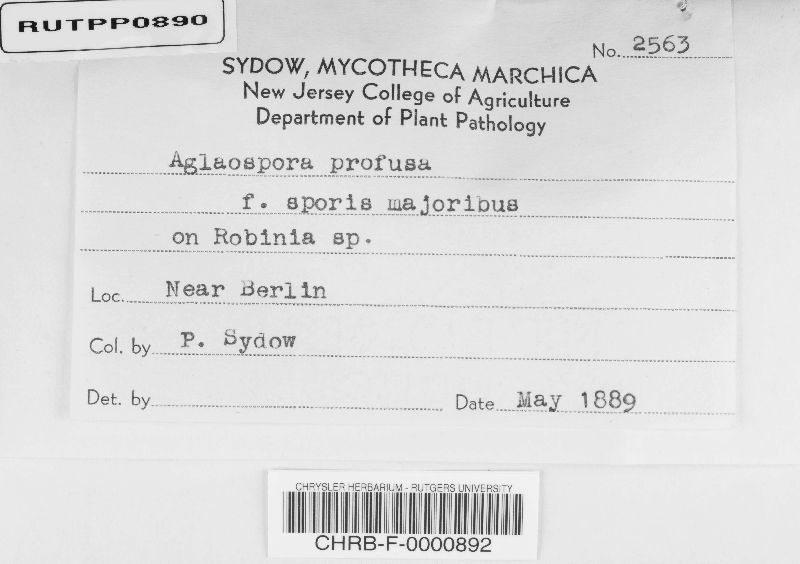 RUTPP0890
No. 2563
SYDOW, MYCOTHECA MARCHICA
New Jersey College of Agriculture
Department of Plant Pathology
Aglaospora profusa
f. sporis majoribus
on Robinia sp.
Loc. Near Berlin
Col. by P. Sydow
Det. by
Date May 1889
CHRYSLER HERBARIUM - RUTGERS UNIVERSITY
CHRB-F-0000892